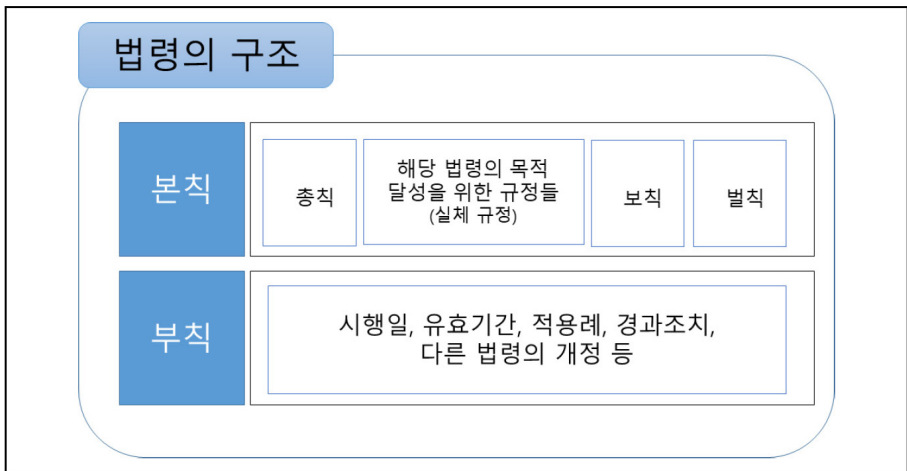 법령의 구조
본칙
총칙
해당 법령의 목적
달성을 위한 규정들
(실체 규정)
보칙
벌칙
부칙
시행일, 유효기간, 적용례, 경과조치,
다른 법령의 개정 등